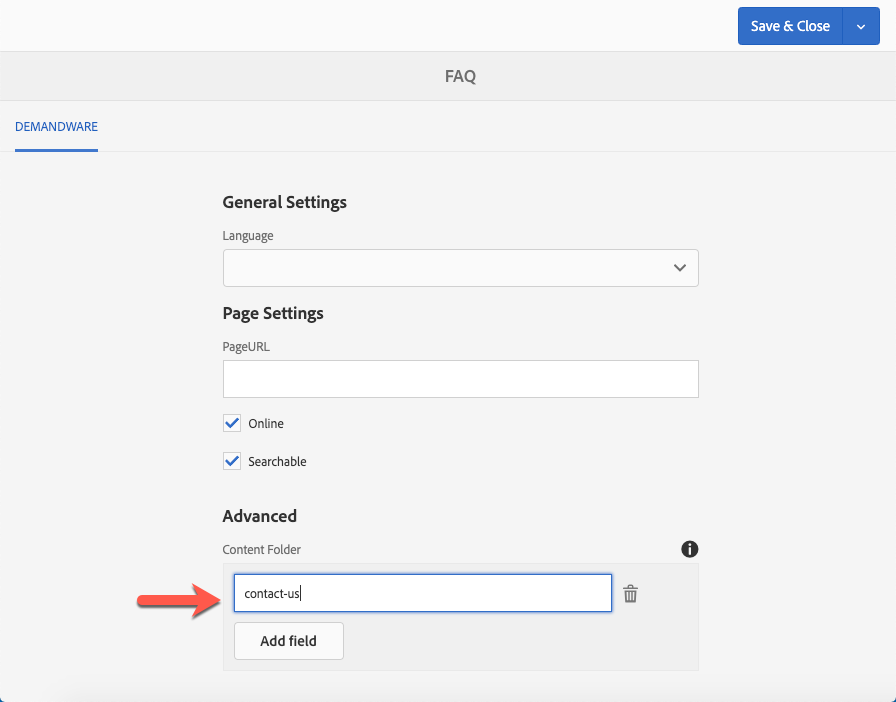 Save & Close
FAQ
DEMANDWARE
General Settings
Language
Page Settings
PageURL
Online
Searchable
Advanced
Content Folder
contact-us
Add field